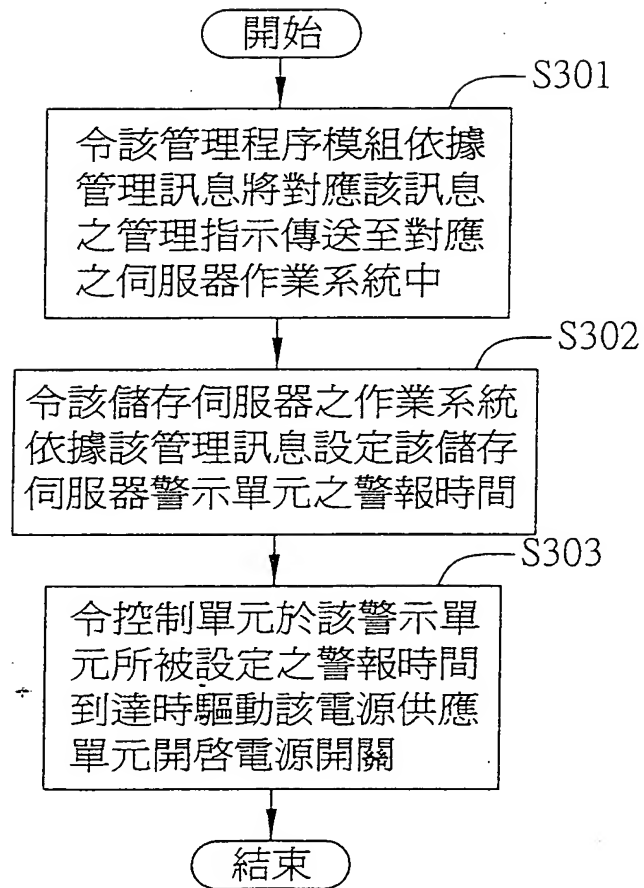 開始
S301
令該管理程序模組依據
管理訊息將對應該訊息
之管理指示傳送至對應
之伺服器作業系統中
S302
令該儲存伺服器之作業系統
依據該管理訊息設定該儲存
伺服器警示單元之警報時間
S303
令控制單元於該警示單
元所被設定之警報時間
到達時驅動該電源供應
單元開啓電源開關
結束